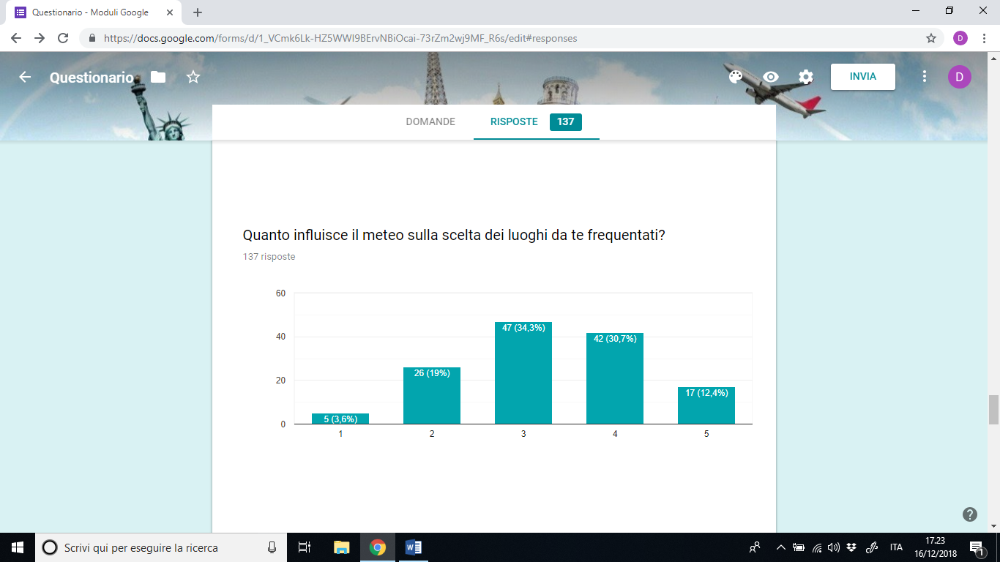 Questionario - Moduli Google
https://docs.google.com/forms/d/1_VCmk6Lk-HZ5WWI9BErvNBiOcai-73rZm2wj9MF_R6s/edit#responses
D
Questionario
INVIA
D
DOMANDE RISPOSTE 137
Quanto influisce il meteo sulla scelta dei luoghi da te frequentati?
137 risposte
60
40
20
0
5 (3,6%)
26 (19%)
47 (34,3%)
42 (30,7%)
17 (12,4%)
1 2 3 4 5
Scrivi qui per eseguire la ricerca
ITA
17.23
16/12/2018
1